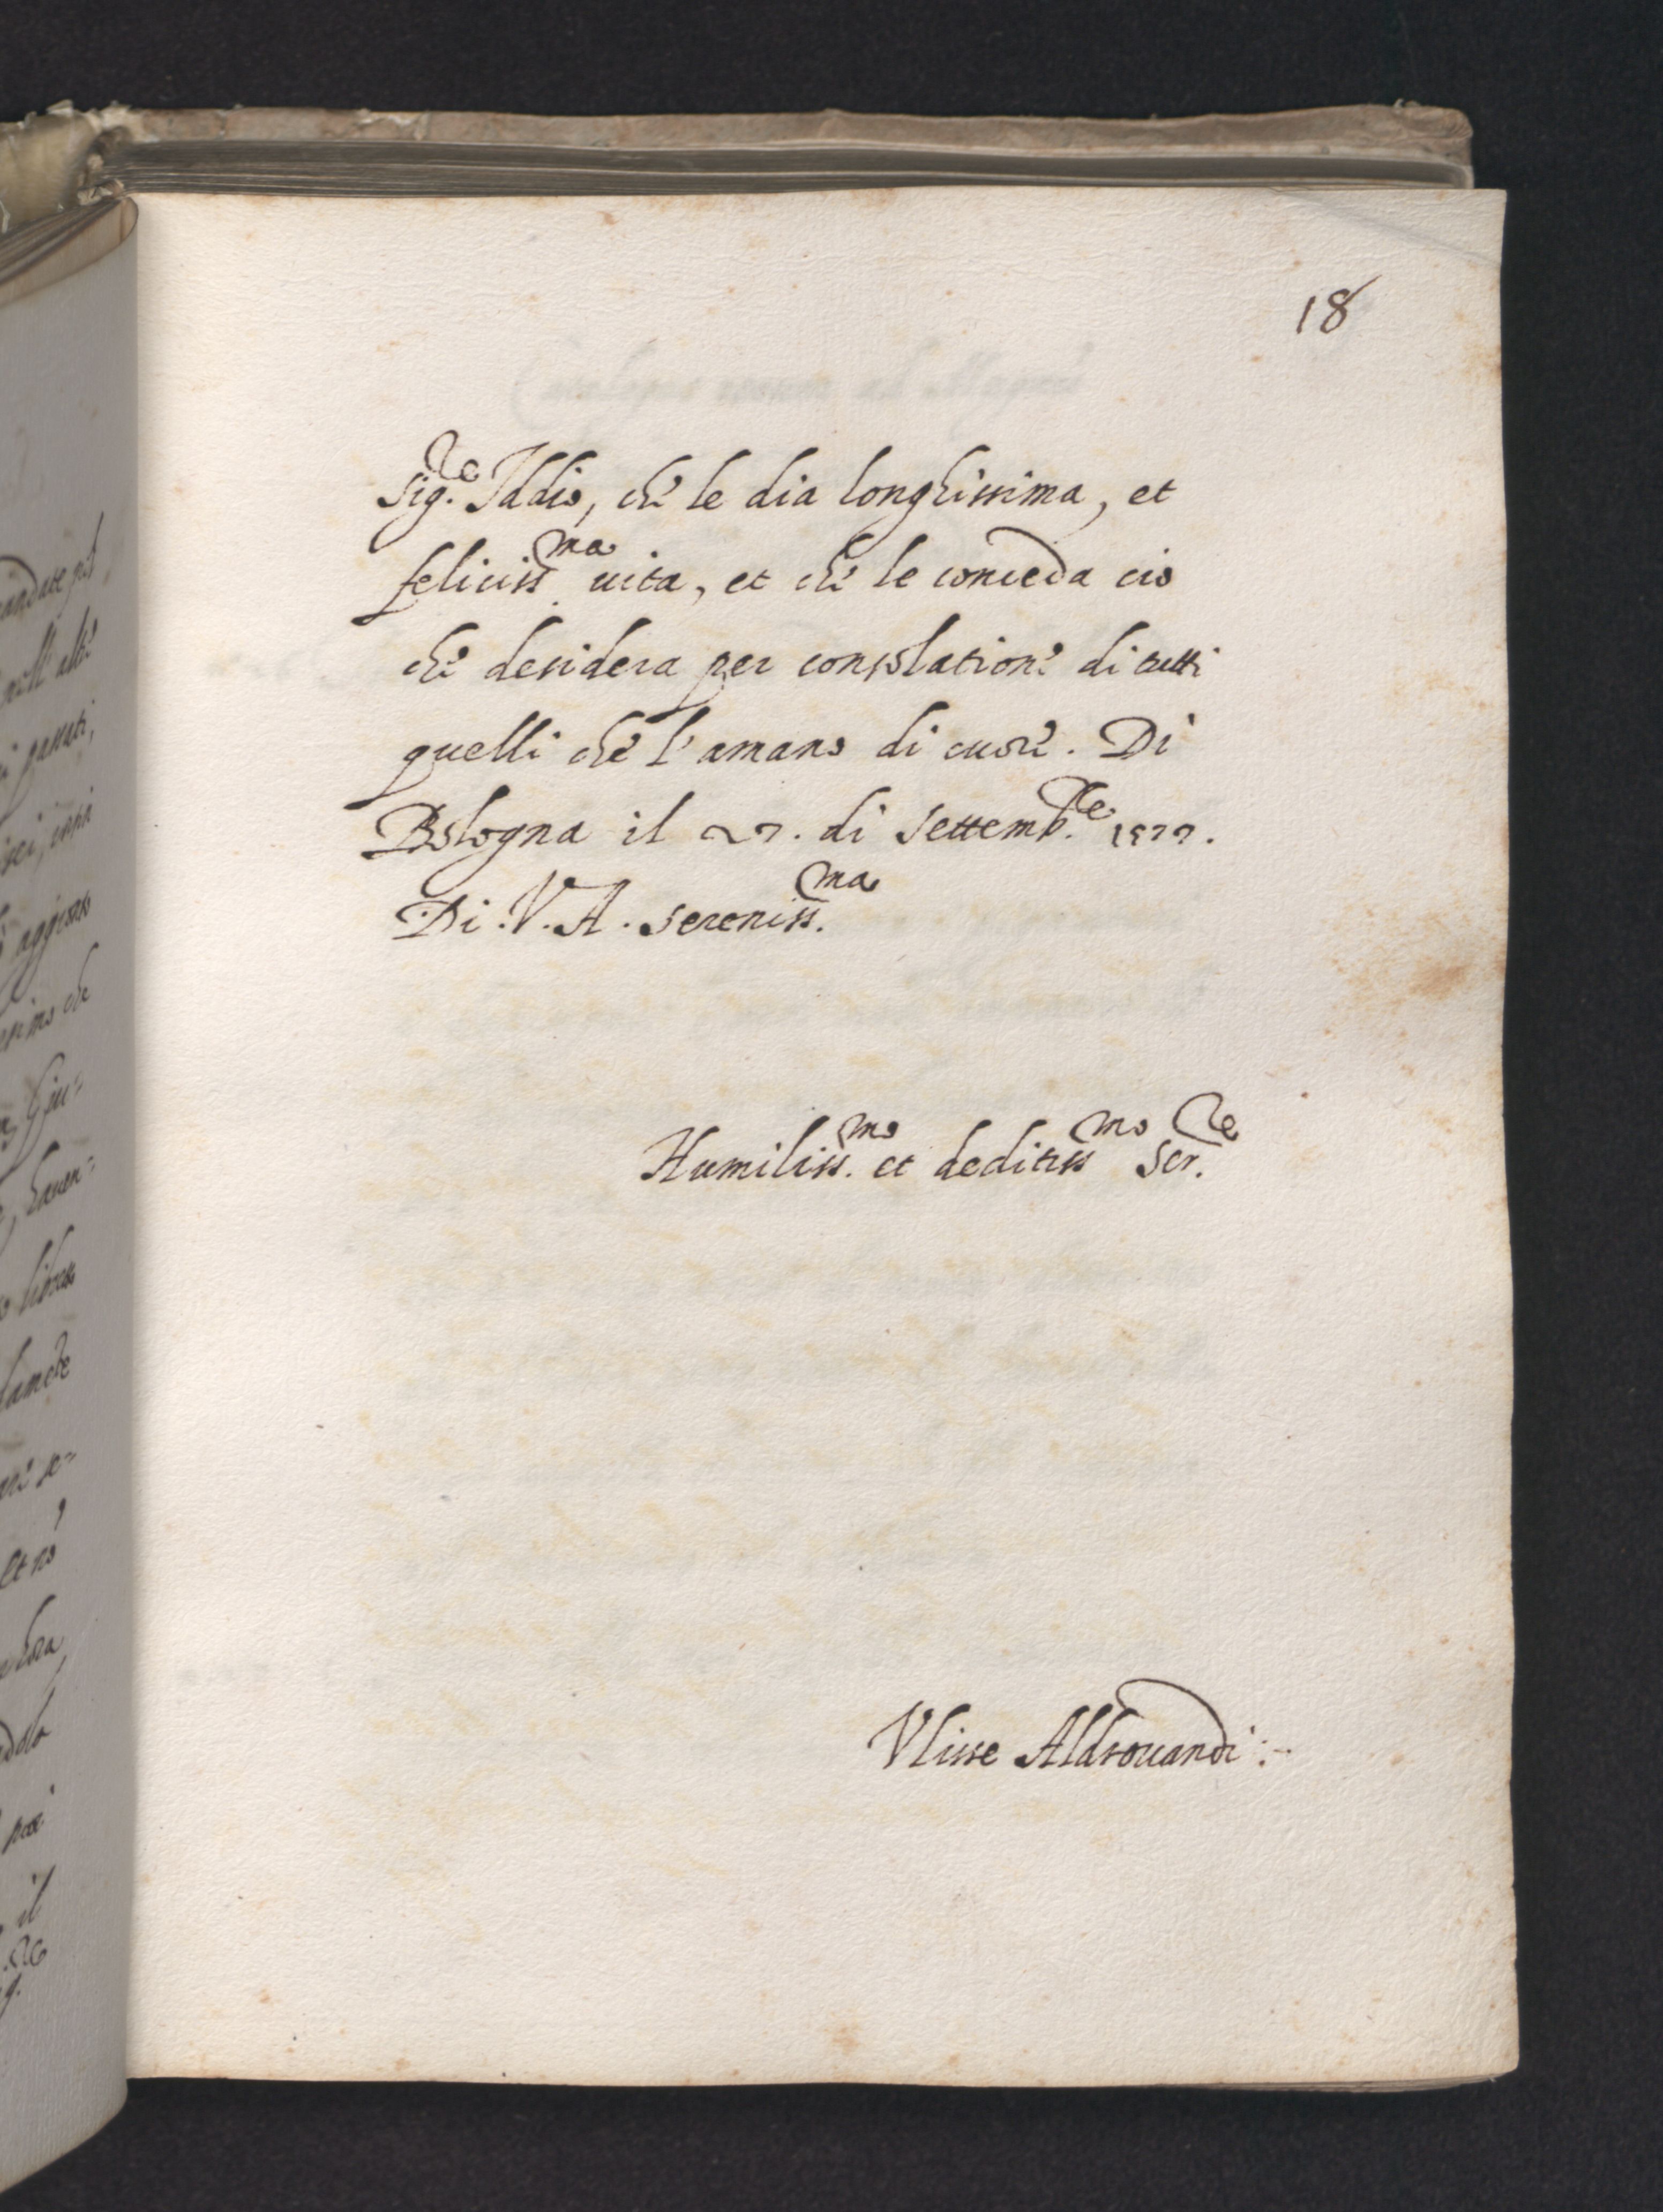 18
Sig.re Iddio, che le dia longhissima, et
feliciss.ma uita, et che le conceda cio
che desidera per consolatione di tutti
quelli che l'amano di cuore. Di
Bologna il 27. di Settemb.re 1577.
Di .V.A. sereniss.ma
Humiliss.mo et deditiss.mo Ser.re
Vlisse Aldrouandi :-